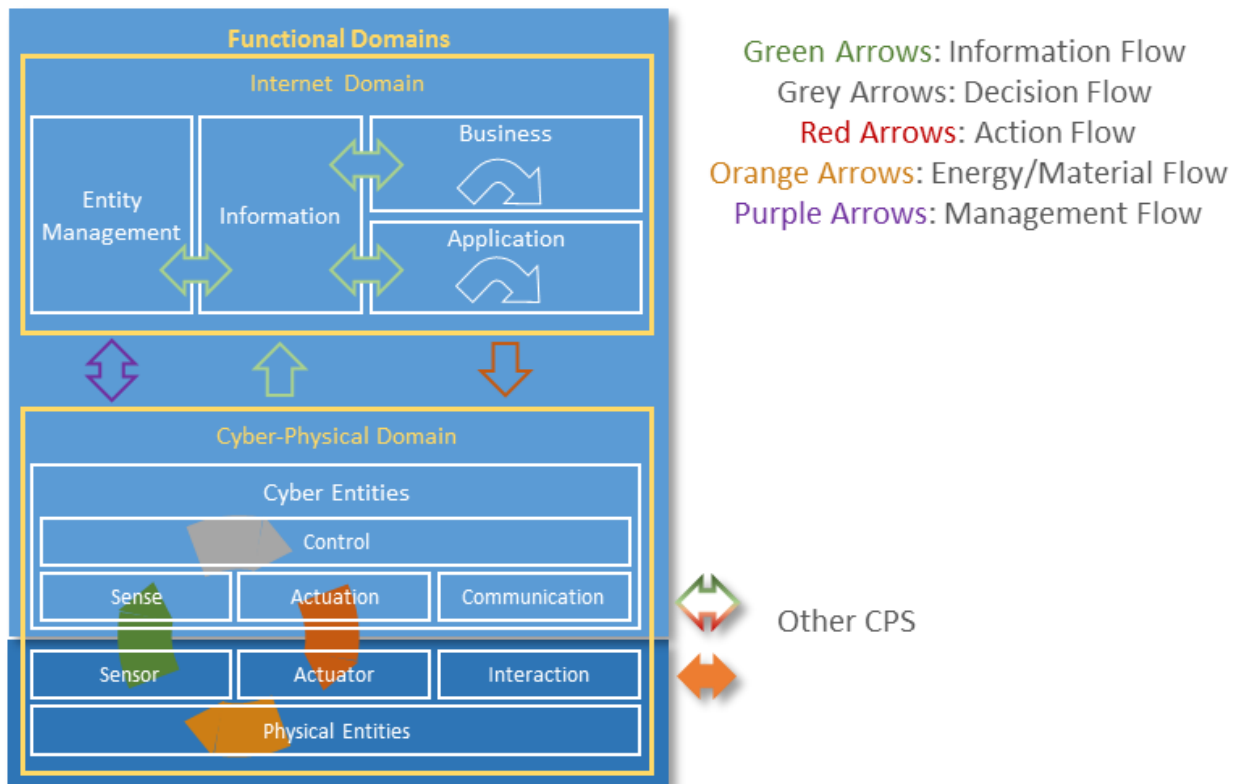 Functional Domains
Internet Domain
Entity
Management
Information
Business
Application
Cyber-Physical Domain
Cyber Entities
Control
Sense
Actuation
Communication
Sensor
Actuator
Interaction
Physical Entities
Green Arrows: Information Flow
Grey Arrows: Decision Flow
Red Arrows: Action Flow
Orange Arrows: Energy/Material Flow
Purple Arrows: Management Flow
Other CPS